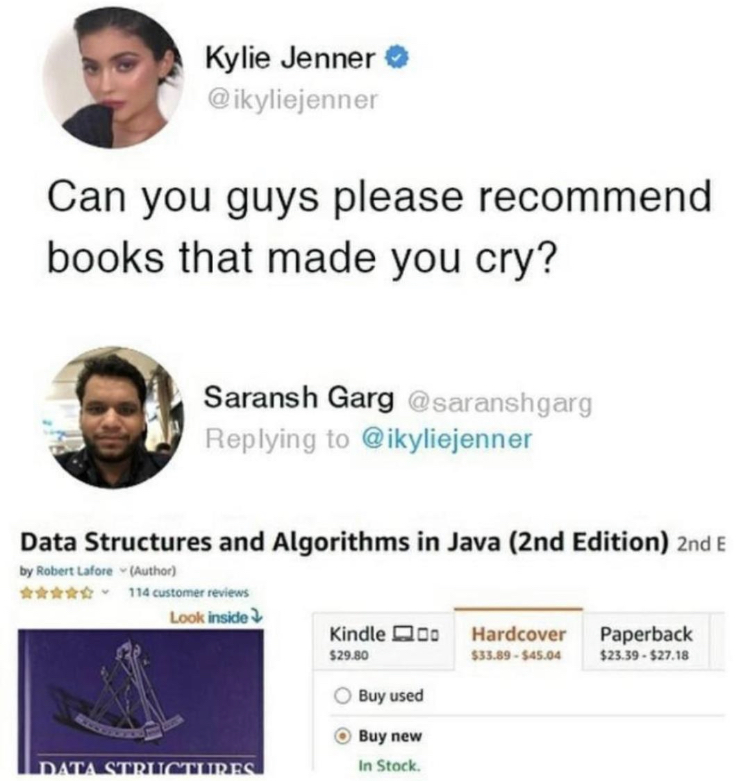 Kylie Jenner
@ikyliejenner
Can you guys please recommend
books that made you cry?
Saransh Garg @saranshgarg
Replying to @ikyliejenner
Data Structures and Algorithms in Java (2nd Edition) 2nd E
by Robert Lafore (Author)
114 customer reviews
Look inside
Kindle
$29.80
Hardcover
$33.89 - $45.04
Paperback
$23.39 - $27.18
Buy used
Buy new
In Stock.
DATA STRUCTURES